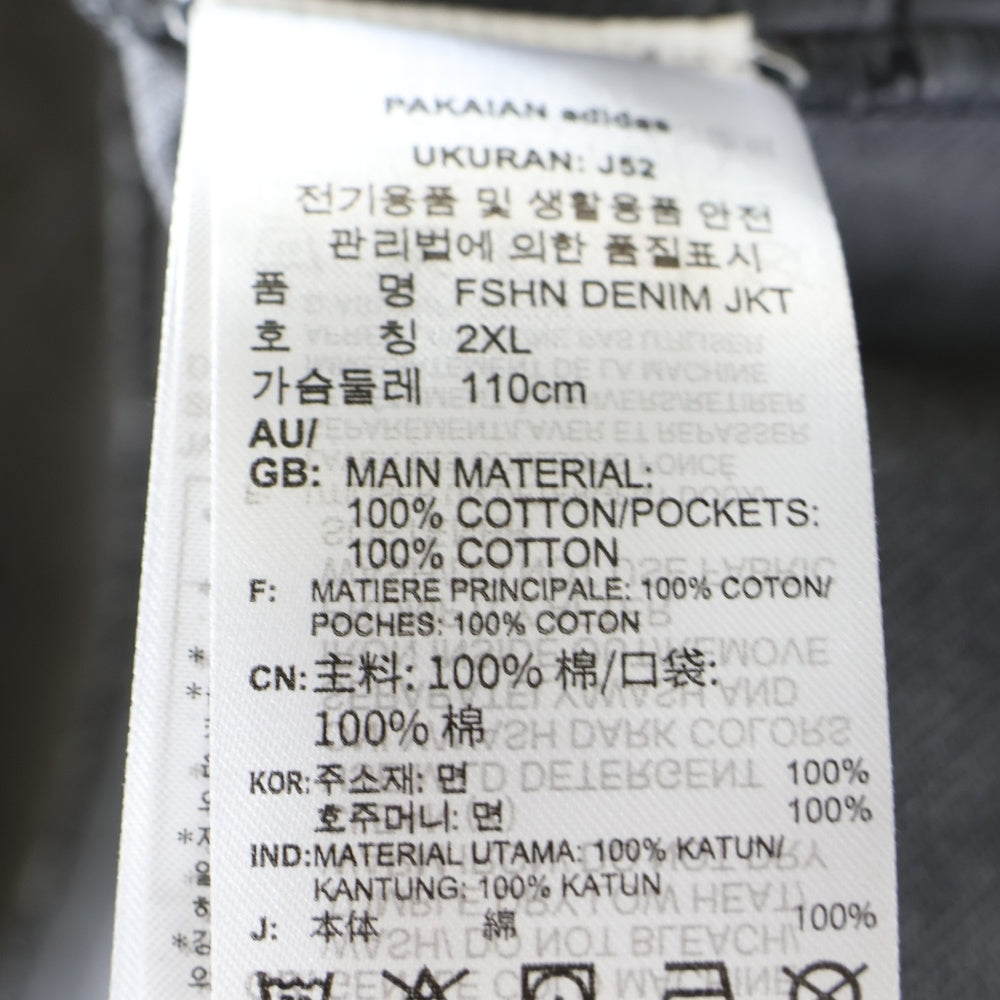 PAKAIAN adidas
UKURAN: J52
전기용품 및 생활용품 안전
관리법에 의한 품질표시
품 명 FSHN DENIM JKT
호 칭 2XL
가슴둘레 110cm
AU/
GB: MAIN MATERIAL:
100% COTTON/POCKETS:
100% COTTON
F: MATIERE PRINCIPALE: 100% COTON/
POCHES: 100% COTON
CN: 主料: 100% 棉/口袋:
100% 棉
KOR: 주소재: 면 100%
호주머니: 면 100%
IND: MATERIAL UTAMA: 100% KATUN/
KANTUNG: 100% KATUN
J: 本体 綿 100%